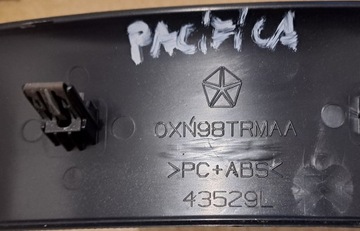 PACIFICA
0XN98TRMAA
>PC+ABS<
43529L